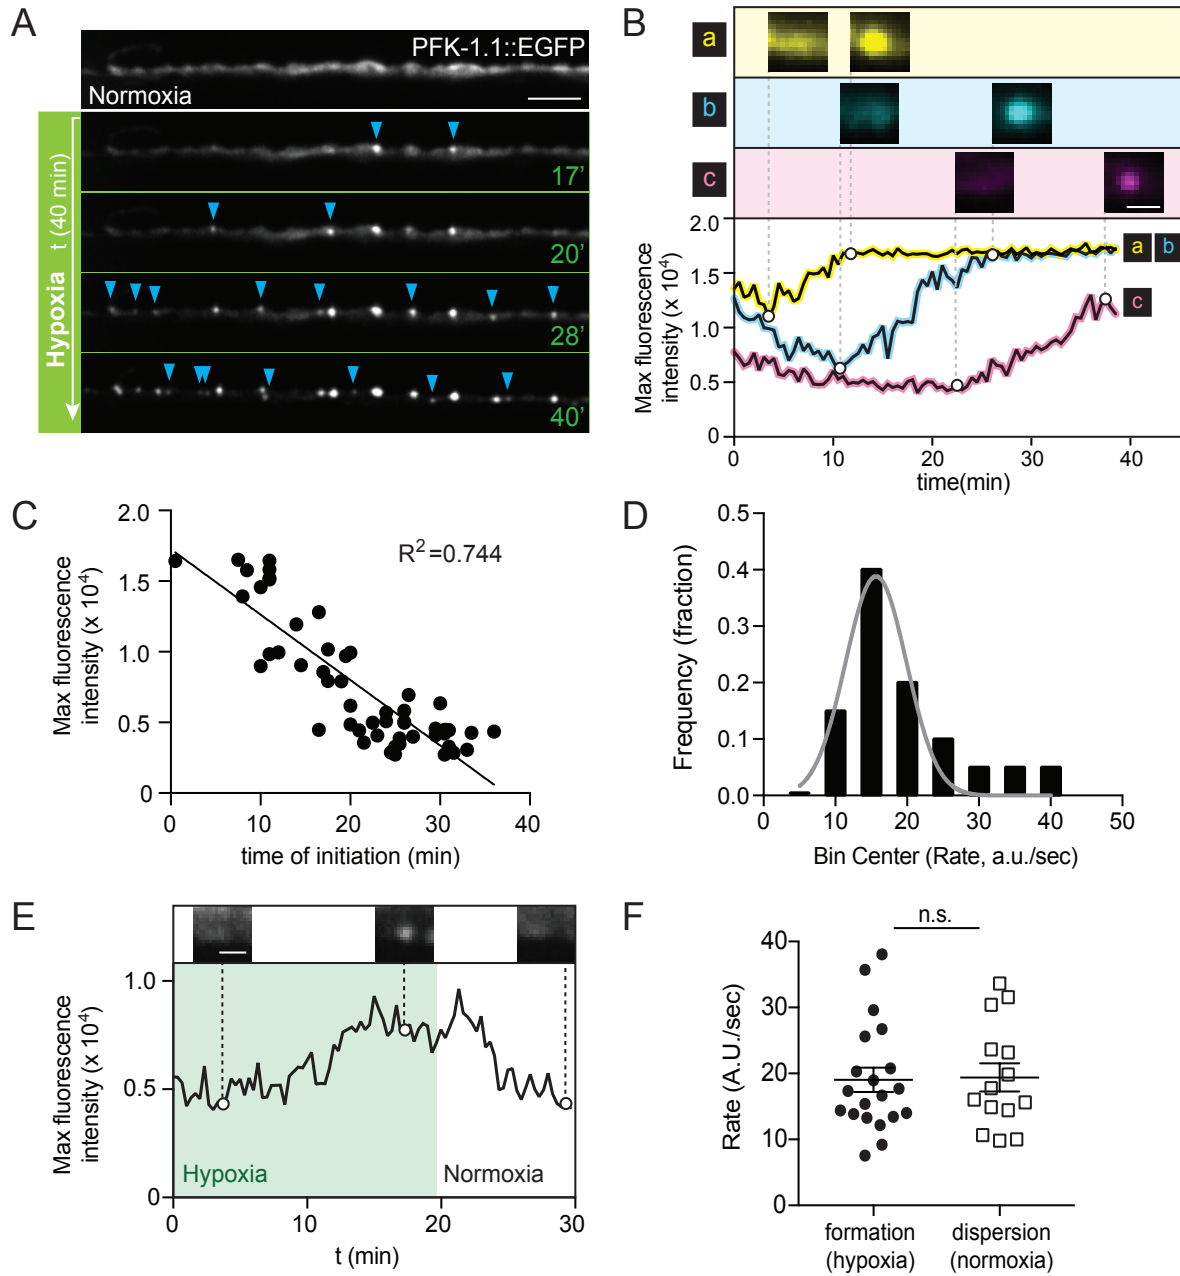 A
PFK-1.1::EGFP
Normoxia
Hypoxia t (40 min)
17'
20'
28'
40'
B
a
b
c
Max fluorescence
intensity (x 10⁴)
2.0
1.5
1.0
0.5
0
a b
c
0 10 20 30 40
time(min)
C
Max fluorescence
intensity (x 10⁴)
2.0
1.5
1.0
0.5
0
R²=0.744
0 10 20 30 40
time of initiation (min)
D
Frequency (fraction)
0.5
0.4
0.3
0.2
0.1
0.0
0 10 20 30 40 50
Bin Center (Rate, a.u./sec)
E
Max fluorescence
intensity (x 10⁴)
1.0
0.5
0
Hypoxia Normoxia
0 10 20 30
t (min)
F
n.s.
Rate (A.U./sec)
40
30
20
10
0
formation dispersion
(hypoxia) (normoxia)